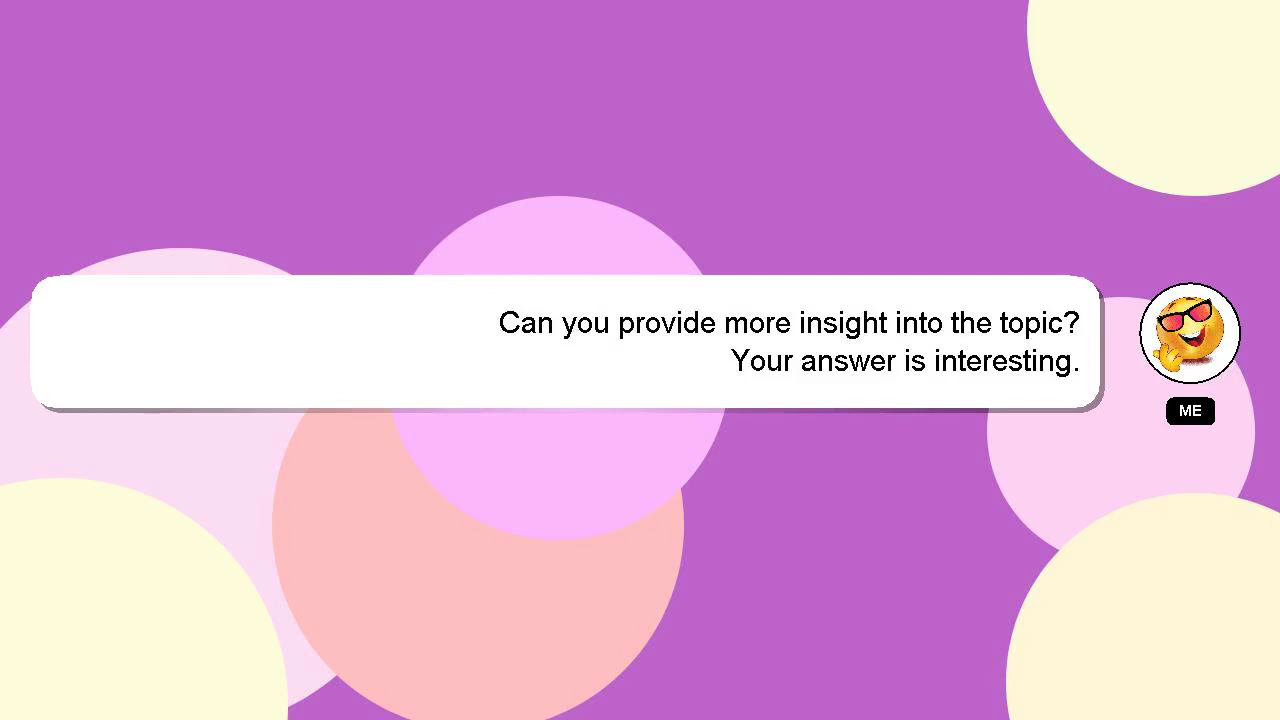 Can you provide more insight into the topic?
Your answer is interesting.
ME